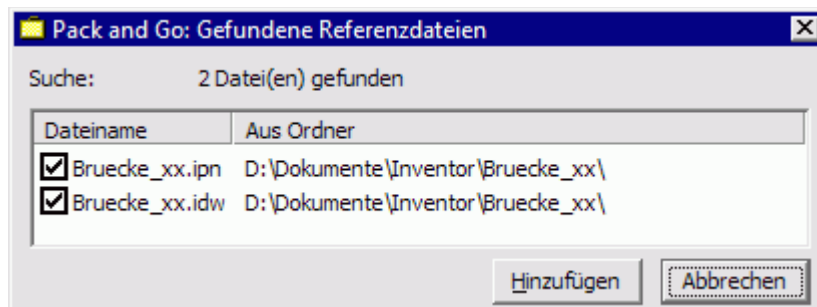 Pack and Go: Gefundene Referenzdateien
Suche: 2 Datei(en) gefunden
Dateiname Aus Ordner
Bruecke_xx.ipn D:\Dokumente\Inventor\Bruecke_xx\
Bruecke_xx.idw D:\Dokumente\Inventor\Bruecke_xx\
Hinzufügen Abbrechen